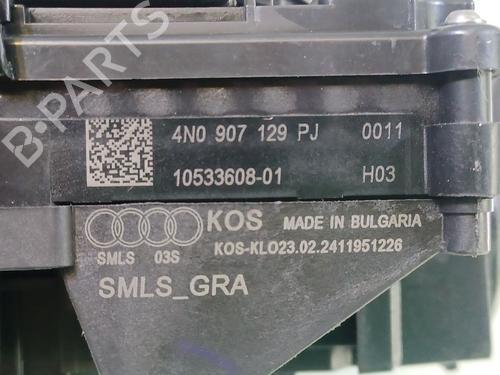 B-PARTS
4N0 907 129 PJ 0011
10533608-01 H03
KOS MADE IN BULGARIA
SMLS 03S KOS-KLO23.02.2411951226
SMLS_GRA